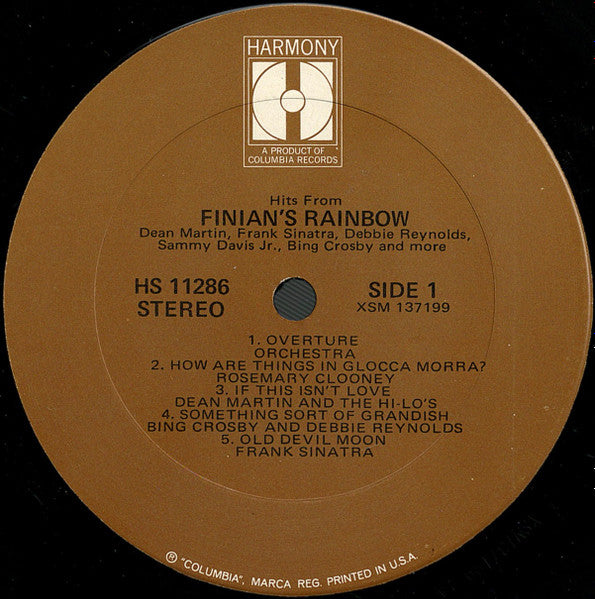 HARMONY
A PRODUCT OF
COLUMBIA RECORDS
Hits From
FINIAN'S RAINBOW
Dean Martin, Frank Sinatra, Debbie Reynolds,
Sammy Davis Jr., Bing Crosby and more
HS 11286
STEREO
SIDE 1
XSM 137199
1. OVERTURE
ORCHESTRA
2. HOW ARE THINGS IN GLOCCA MORRA?
ROSEMARY CLOONEY
3. IF THIS ISN'T LOVE
DEAN MARTIN AND THE HI-LO'S
4. SOMETHING SORT OF GRANDISH
BING CROSBY AND DEBBIE REYNOLDS
5. OLD DEVIL MOON
FRANK SINATRA
® "COLUMBIA", MARCA REG. PRINTED IN U.S.A.